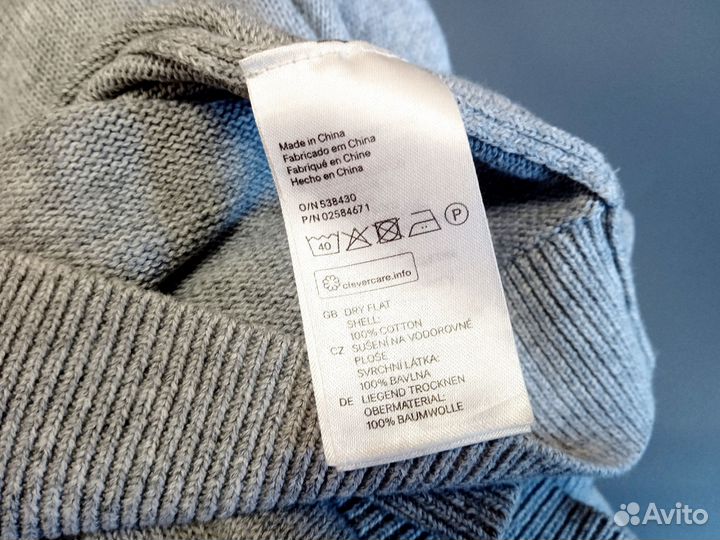 Made in China
Fabricado em China
Fabriqué en Chine
Hecho en China
O/N 538430
P/N 02584671
40
P
clevercare.info
GB DRY FLAT
SHELL:
100% COTTON
CZ SUŠENÍ NA VODOROVNÉ
PLOŠE
SVRCHNÍ LÁTKA:
100% BAVLNA
DE LIEGEND TROCKNEN
OBERMATERIAL:
100% BAUMWOLLE
Avito